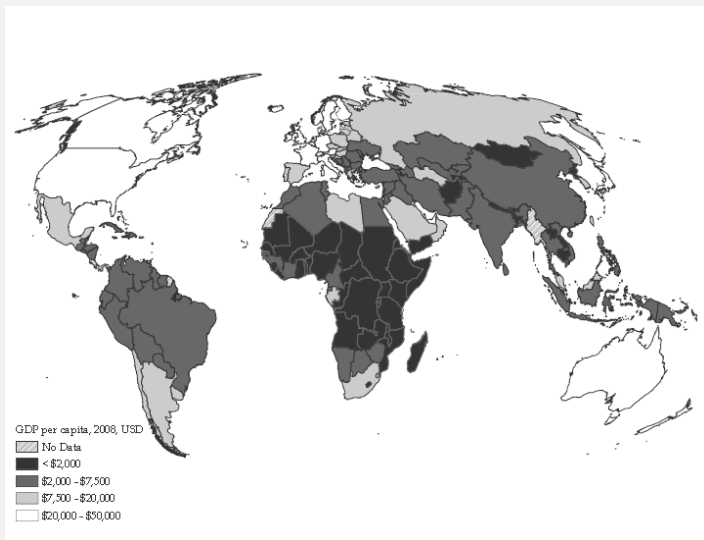 GDP per capita, 2008, USD
No Data
< $2,000
$2,000 - $7,500
$7,500 - $20,000
$20,000 - $50,000